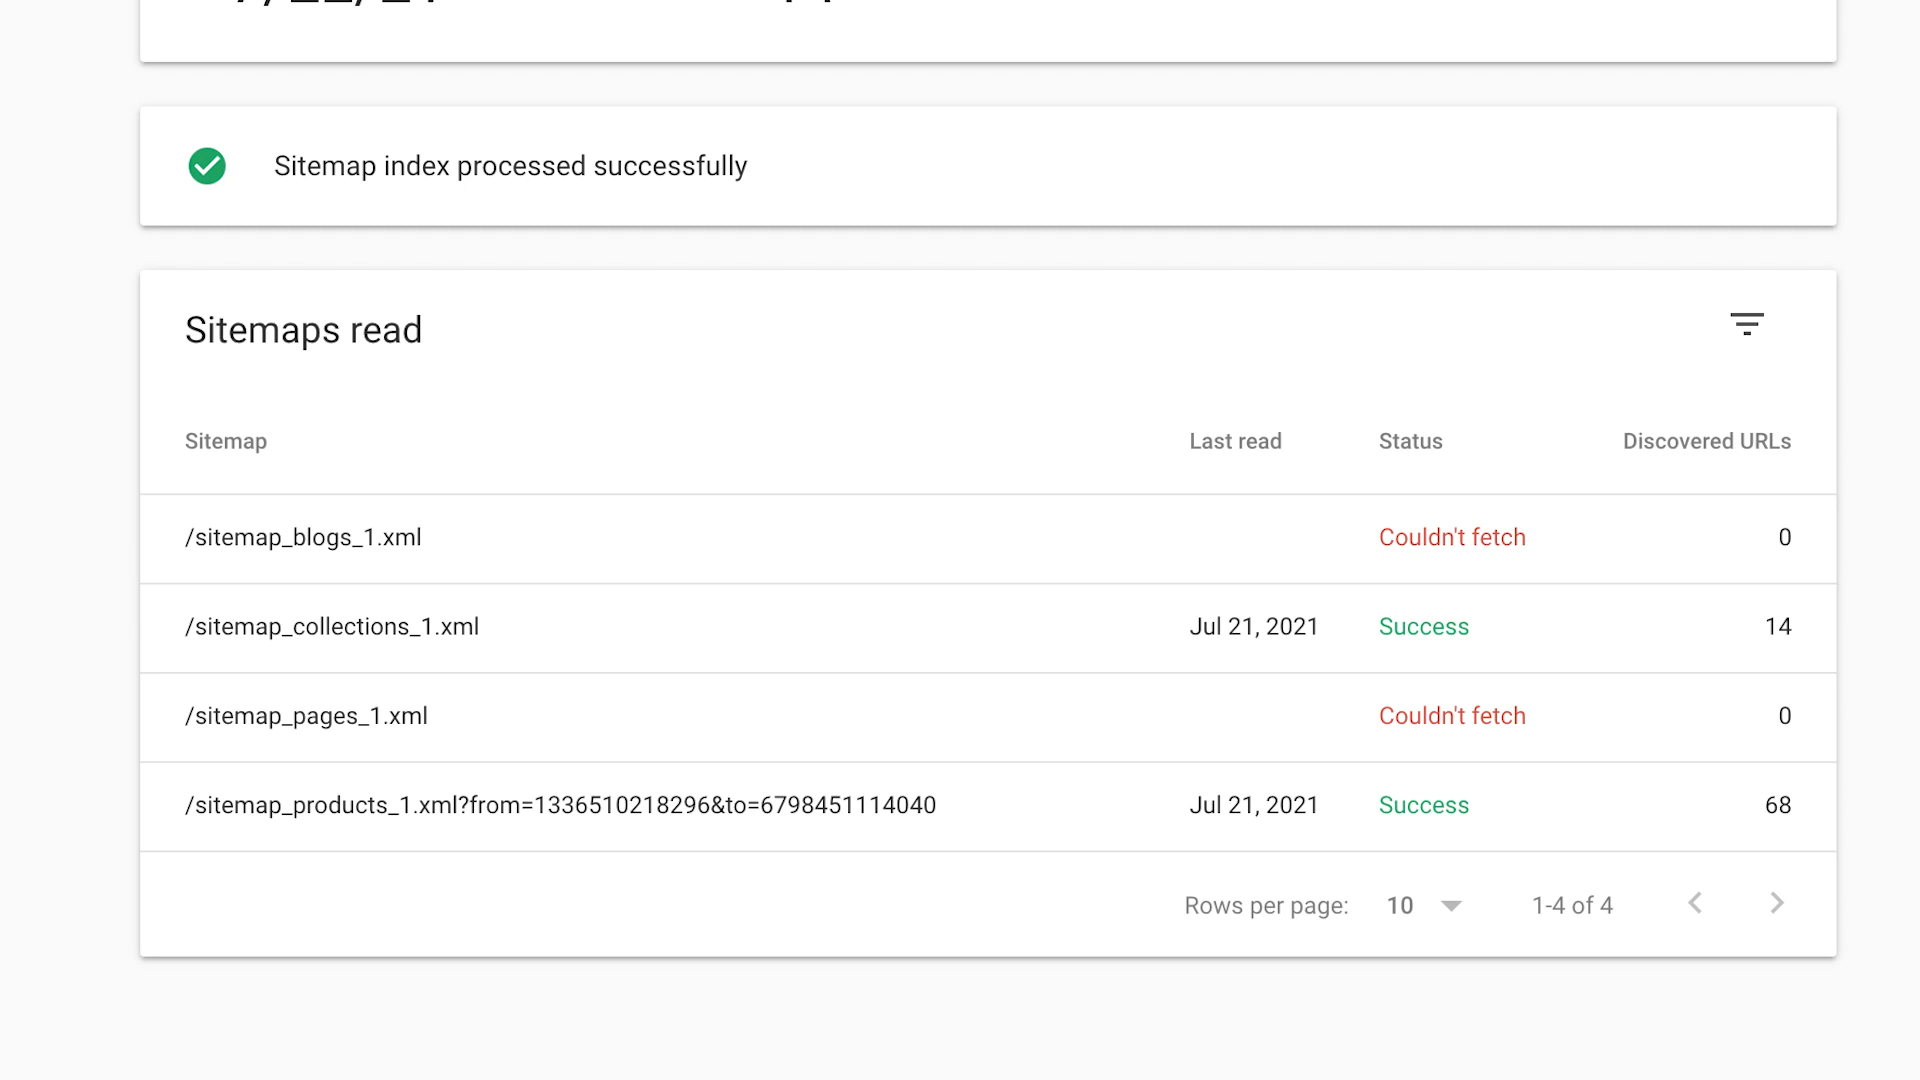 Sitemap index processed successfully
Sitemaps read
Sitemap Last read Status Discovered URLs
/sitemap_blogs_1.xml Couldn't fetch 0
/sitemap_collections_1.xml Jul 21, 2021 Success 14
/sitemap_pages_1.xml Couldn't fetch 0
/sitemap_products_1.xml?from=1336510218296&to=6798451114040 Jul 21, 2021 Success 68
Rows per page: 10 1-4 of 4